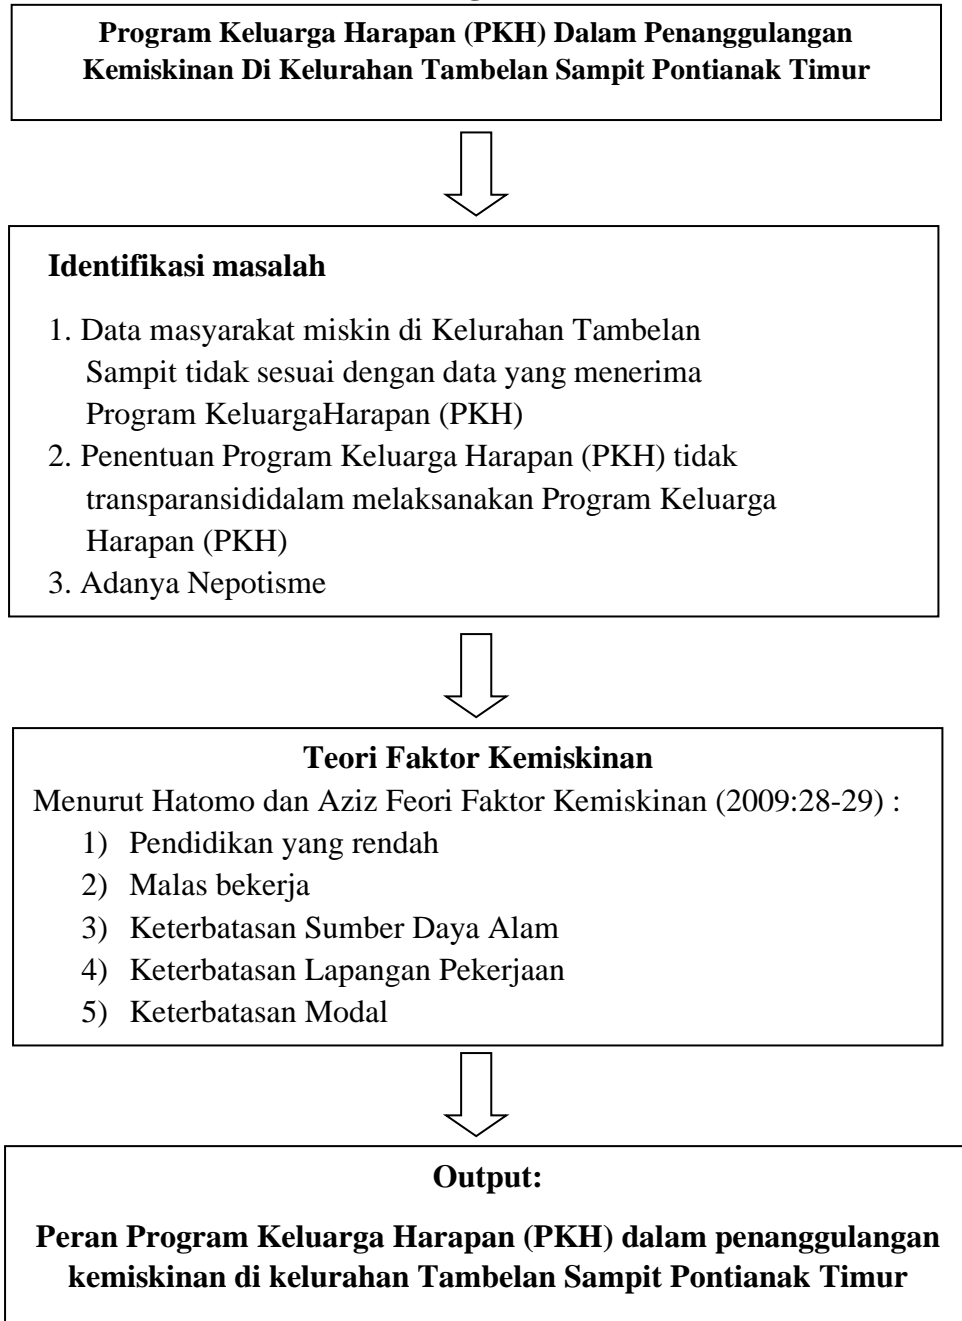 Program Keluarga Harapan (PKH) Dalam Penanggulangan
Kemiskinan Di Kelurahan Tambelan Sampit Pontianak Timur
Identifikasi masalah
1. Data masyarakat miskin di Kelurahan Tambelan
Sampit tidak sesuai dengan data yang menerima
Program KeluargaHarapan (PKH)
2. Penentuan Program Keluarga Harapan (PKH) tidak
transparansididalam melaksanakan Program Keluarga
Harapan (PKH)
3. Adanya Nepotisme
Teori Faktor Kemiskinan
Menurut Hatomo dan Aziz Feori Faktor Kemiskinan (2009:28-29) :
1) Pendidikan yang rendah
2) Malas bekerja
3) Keterbatasan Sumber Daya Alam
4) Keterbatasan Lapangan Pekerjaan
5) Keterbatasan Modal
Output:
Peran Program Keluarga Harapan (PKH) dalam penanggulangan
kemiskinan di kelurahan Tambelan Sampit Pontianak Timur